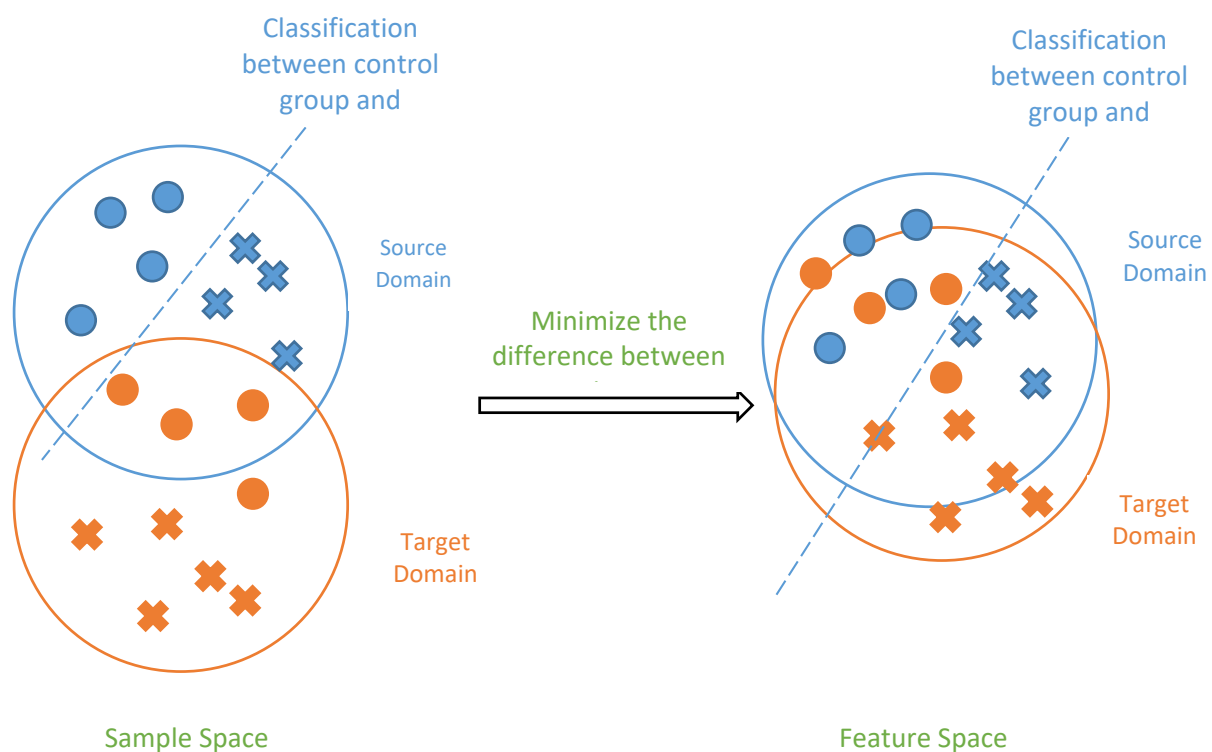 Classification
between control
group and
Source
Domain
Target
Domain
Sample Space
Minimize the
difference between
Classification
between control
group and
Source
Domain
Target
Domain
Feature Space